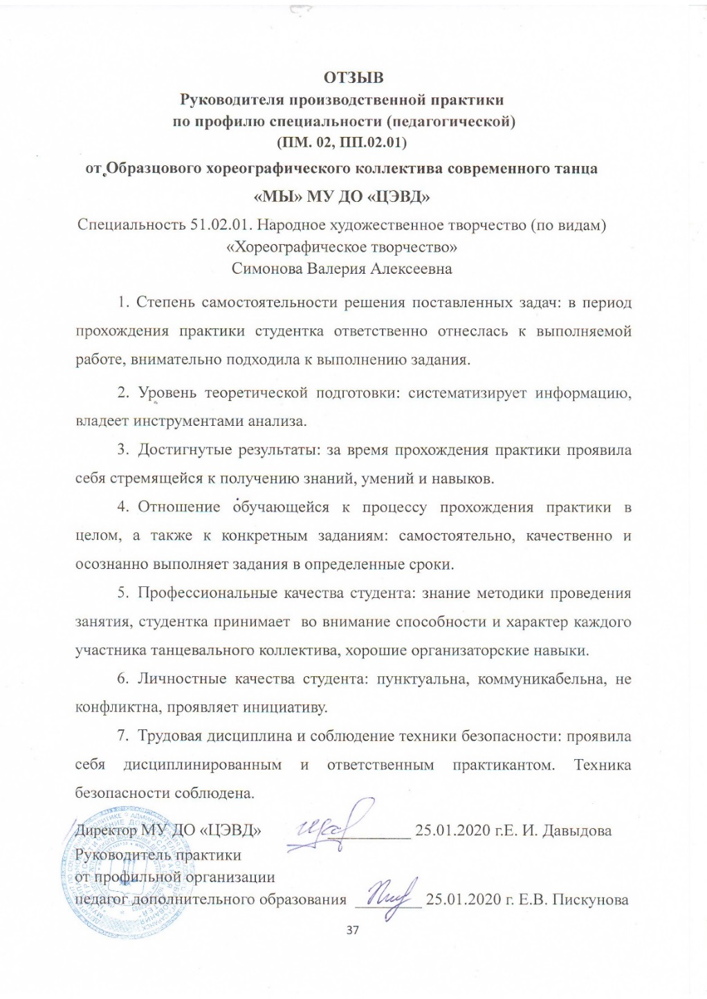 ОТЗЫВ
Руководителя производственной практики
по профилю специальности (педагогической)
(ПМ. 02, ПП.02.01)
от Образцового хореографического коллектива современного танца
«МЫ» МУ ДО «ЦЭВД»
Специальность 51.02.01. Народное художественное творчество (по видам)
«Хореографическое творчество»
Симонова Валерия Алексеевна
1. Степень самостоятельности решения поставленных задач: в период
прохождения практики студентка ответственно отнеслась к выполняемой
работе, внимательно подходила к выполнению задания.
2. Уровень теоретической подготовки: систематизирует информацию,
владеет инструментами анализа.
3. Достигнутые результаты: за время прохождения практики проявила
себя стремящейся к получению знаний, умений и навыков.
4. Отношение обучающейся к процессу прохождения практики в
целом, а также к конкретным заданиям: самостоятельно, качественно и
осознанно выполняет задания в определенные сроки.
5. Профессиональные качества студента: знание методики проведения
занятия, студентка принимает во внимание способности и характер каждого
участника танцевального коллектива, хорошие организаторские навыки.
6. Личностные качества студента: пунктуальна, коммуникабельна, не
конфликтна, проявляет инициативу.
7. Трудовая дисциплина и соблюдение техники безопасности: проявила
себя дисциплинированным и ответственным практикантом. Техника
безопасности соблюдена.
Директор МУ ДО «ЦЭВД» __________ 25.01.2020 г.Е. И. Давыдова
Руководитель практики
от профильной организации
педагог дополнительного образования ________ 25.01.2020 г. Е.В. Пискунова
37